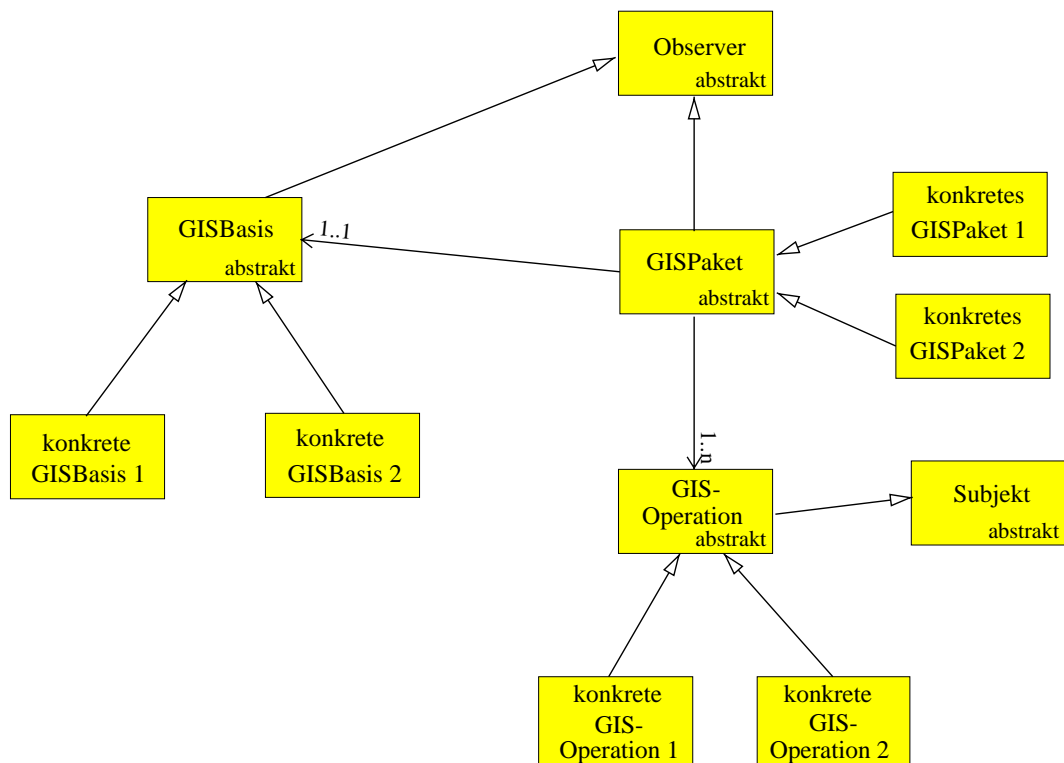 Observer
abstrakt
GISBasis
abstrakt
1..1
GISPaket
abstrakt
konkretes
GISPaket 1
konkretes
GISPaket 2
konkrete
GISBasis 1
konkrete
GISBasis 2
1..n
GIS-
Operation
abstrakt
Subjekt
abstrakt
konkrete
GIS-
Operation 1
konkrete
GIS-
Operation 2